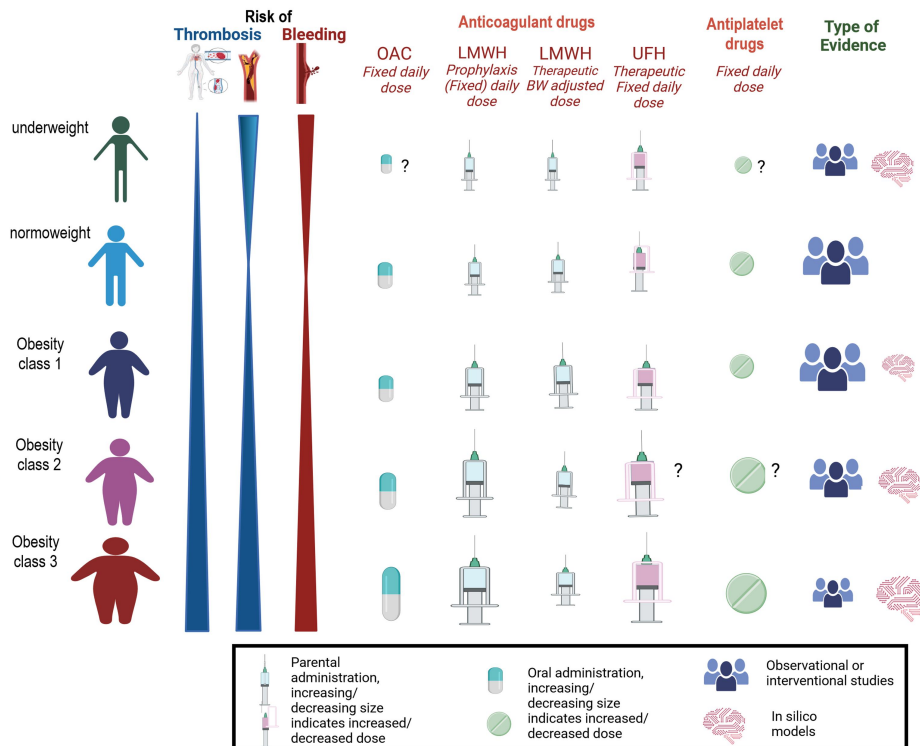 Risk of
Thrombosis Bleeding
Anticoagulant drugs
Antiplatelet
drugs
Type of
Evidence
OAC
Fixed daily
dose
LMWH
Prophylaxis
(Fixed) daily
dose
LMWH
Therapeutic
BW adjusted
dose
UFH
Therapeutic
Fixed daily
dose
Fixed daily
dose
underweight
? ?
normoweight
Obesity
class 1
Obesity
class 2
? ?
Obesity
class 3
Parental
administration,
increasing/
decreasing size
indicates increased/
decreased dose
Oral administration,
increasing/
decreasing size
indicates increased/
decreased dose
Observational or
interventional studies
In silico
models